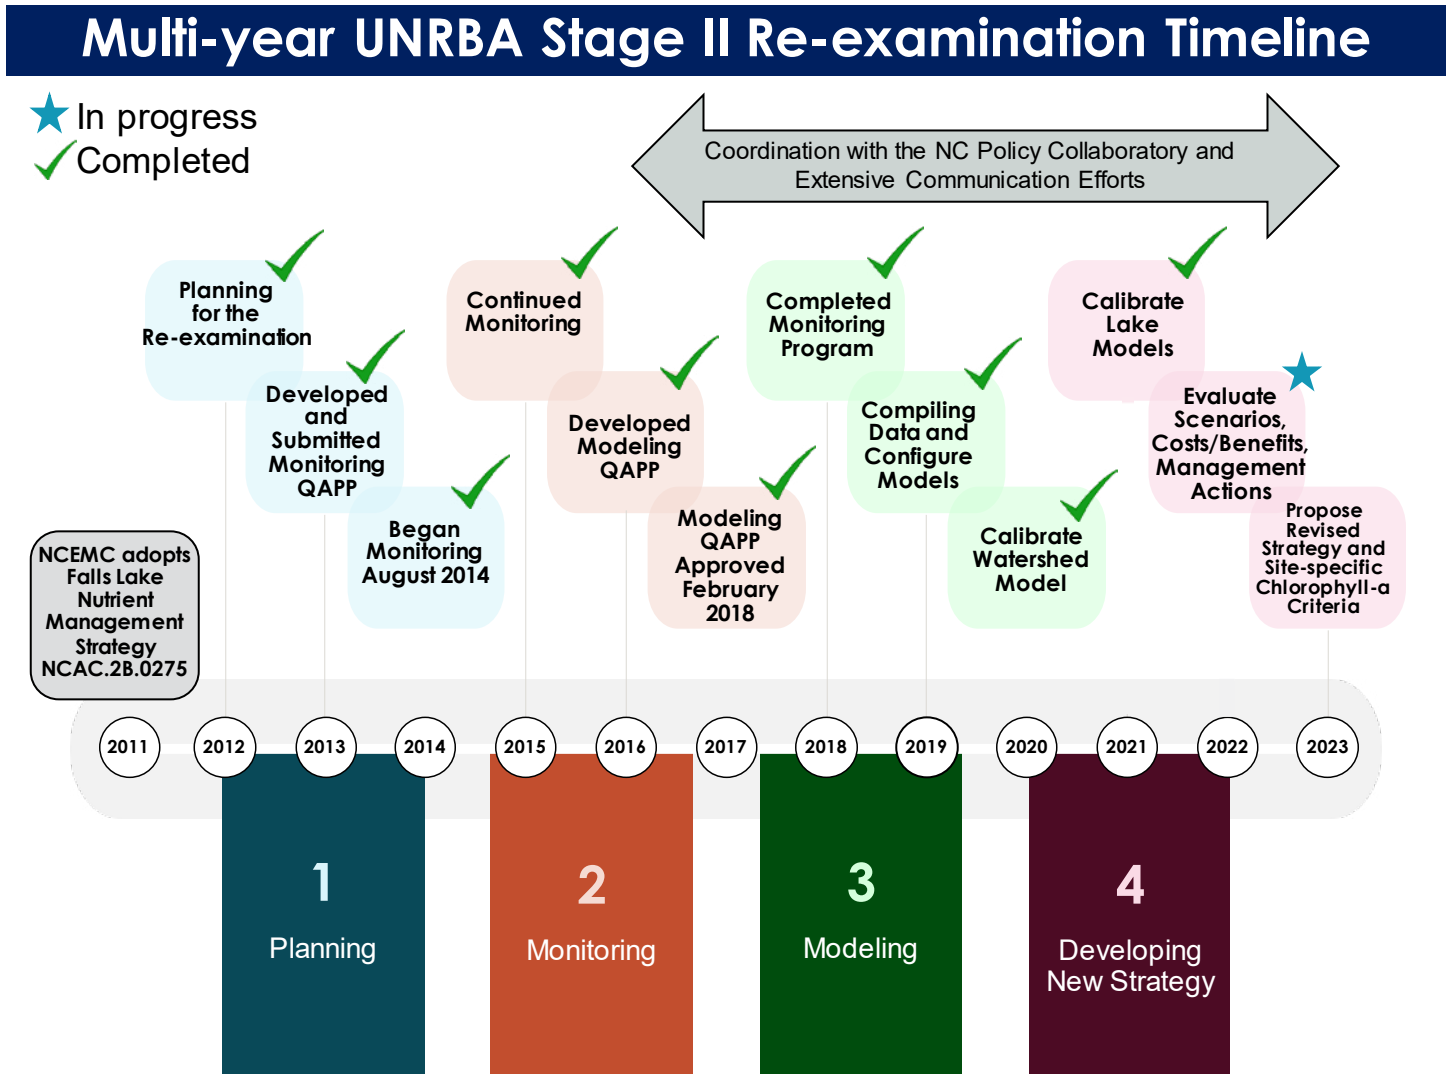 Multi-year UNRBA Stage II Re-examination Timeline
In progress
Completed
Coordination with the NC Policy Collaboratory and
Extensive Communication Efforts
Planning
for the
Re-examination
Developed
and
Submitted
Monitoring
QAPP
Began
Monitoring
August 2014
Continued
Monitoring
Developed
Modeling
QAPP
Modeling
QAPP
Approved
February
2018
Completed
Monitoring
Program
Compiling
Data and
Configure
Models
Calibrate
Watershed
Model
Calibrate
Lake
Models
Evaluate
Scenarios,
Costs/Benefits,
Management
Actions
Propose
Revised
Strategy and
Site-specific
Chlorophyll-a
Criteria
NCEMC adopts
Falls Lake
Nutrient
Management
Strategy
NCAC.2B.0275
2011
2012
2013
2014
2015
2016
2017
2018
2019
2020
2021
2022
2023
1
Planning
2
Monitoring
3
Modeling
4
Developing
New Strategy